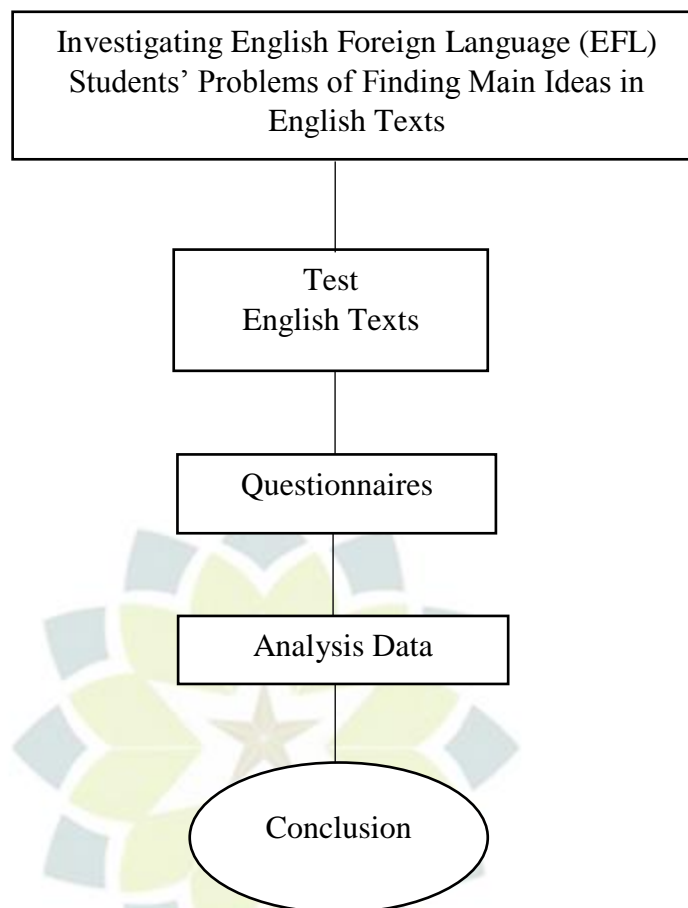 Investigating English Foreign Language (EFL)
Students’ Problems of Finding Main Ideas in
English Texts
Test
English Texts
Questionnaires
Analysis Data
Conclusion